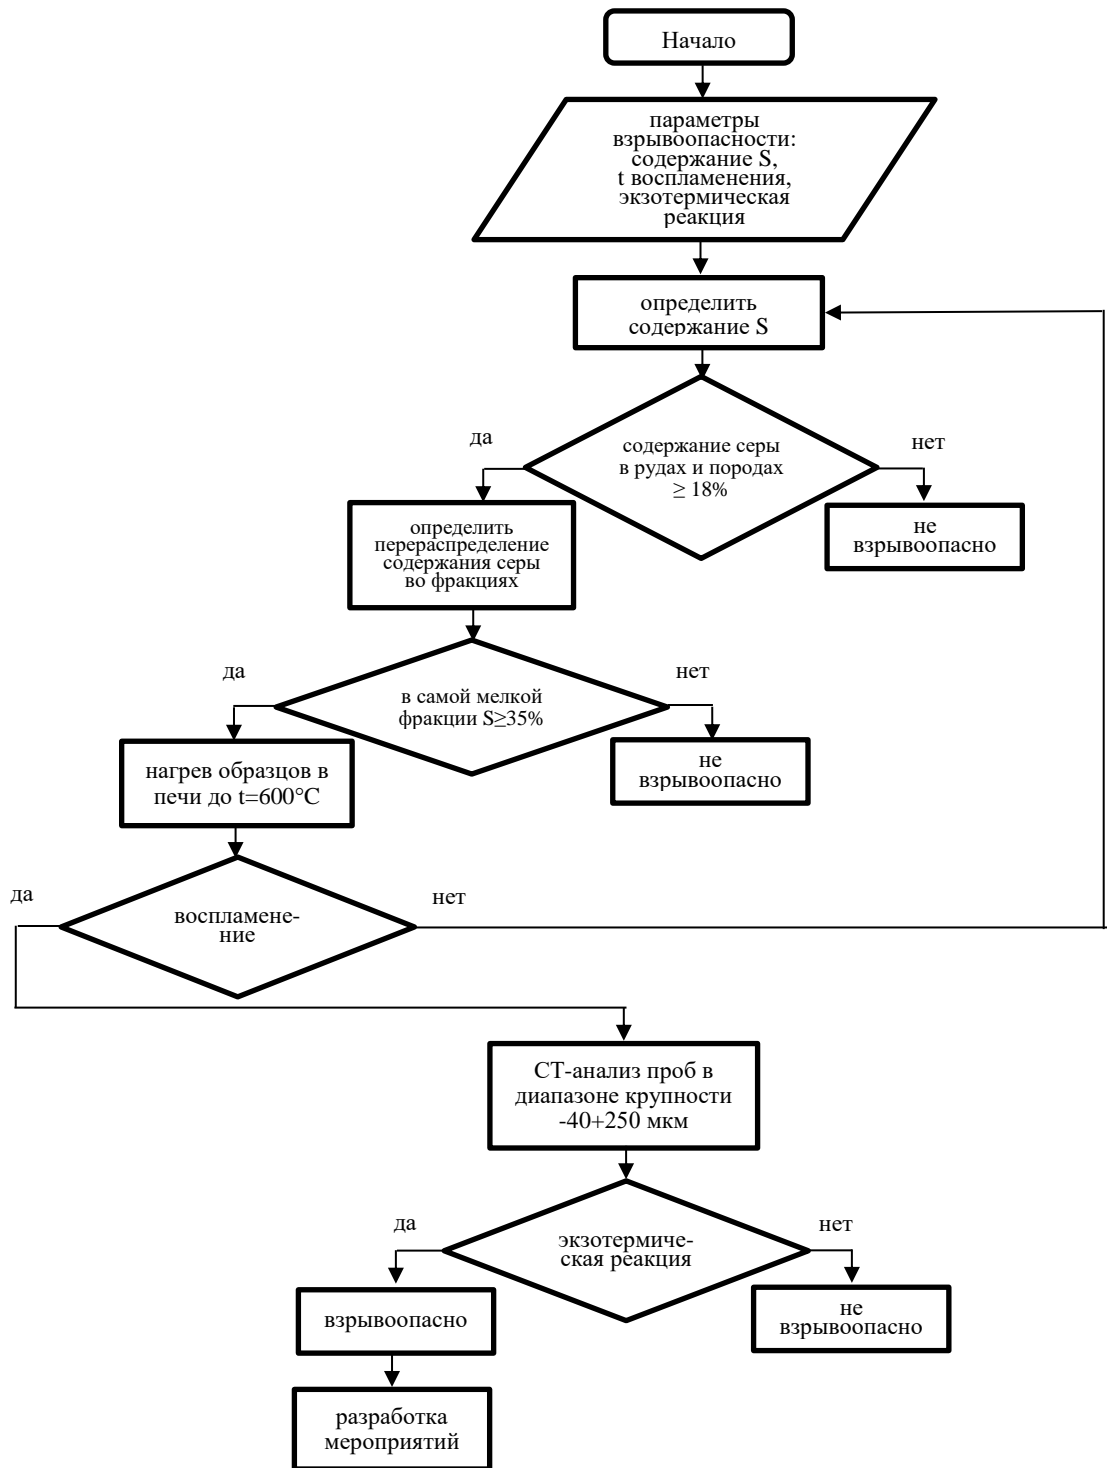 Начало
параметры
взрывоопасности:
содержание S,
t воспламенения,
экзотермическая
реакция
определить
содержание S
да
нет
содержание серы
в рудах и породах
≥ 18%
определить
перераспределение
содержания серы
во фракциях
не
взрывоопасно
да
нет
в самой мелкой
фракции S≥35%
нагрев образцов в
печи до t=600°C
не
взрывоопасно
да
нет
воспламене-
ние
СТ-анализ проб в
диапазоне крупности
-40+250 мкм
да
нет
экзотермиче-
ская реакция
взрывоопасно
не
взрывоопасно
разработка
мероприятий